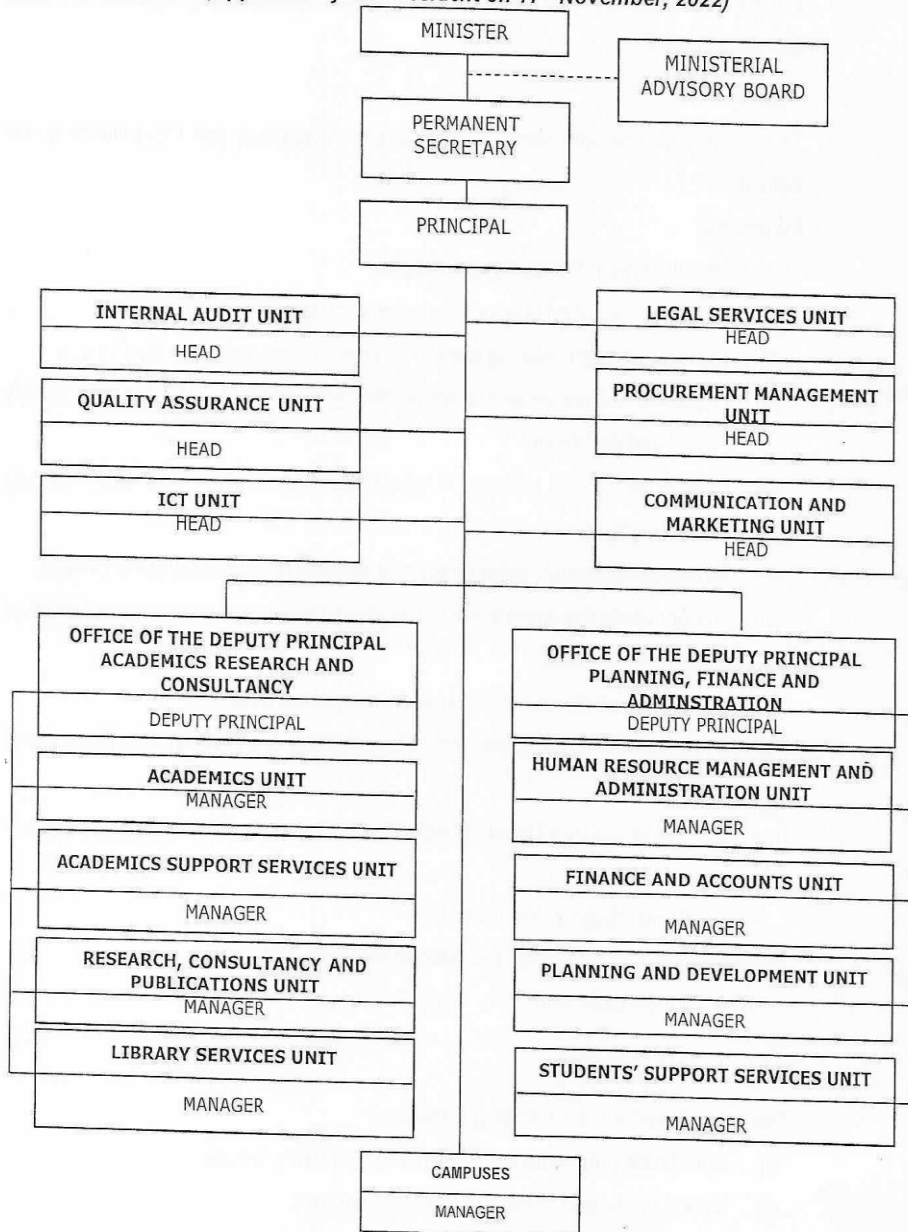 November, 2022)
MINISTER
MINISTERIAL
ADVISORY BOARD
PERMANENT
SECRETARY
PRINCIPAL
INTERNAL AUDIT UNIT
HEAD
LEGAL SERVICES UNIT
HEAD
QUALITY ASSURANCE UNIT
HEAD
PROCUREMENT MANAGEMENT
UNIT
HEAD
ICT UNIT
HEAD
COMMUNICATION AND
MARKETING UNIT
HEAD
OFFICE OF THE DEPUTY PRINCIPAL
ACADEMICS RESEARCH AND
CONSULTANCY
DEPUTY PRINCIPAL
OFFICE OF THE DEPUTY PRINCIPAL
PLANNING, FINANCE AND
ADMINSTRATION
DEPUTY PRINCIPAL
ACADEMICS UNIT
MANAGER
HUMAN RESOURCE MANAGEMENT AND
ADMINISTRATION UNIT
MANAGER
ACADEMICS SUPPORT SERVICES UNIT
MANAGER
FINANCE AND ACCOUNTS UNIT
MANAGER
RESEARCH, CONSULTANCY AND
PUBLICATIONS UNIT
MANAGER
PLANNING AND DEVELOPMENT UNIT
MANAGER
LIBRARY SERVICES UNIT
MANAGER
STUDENTS' SUPPORT SERVICES UNIT
MANAGER
CAMPUSES
MANAGER